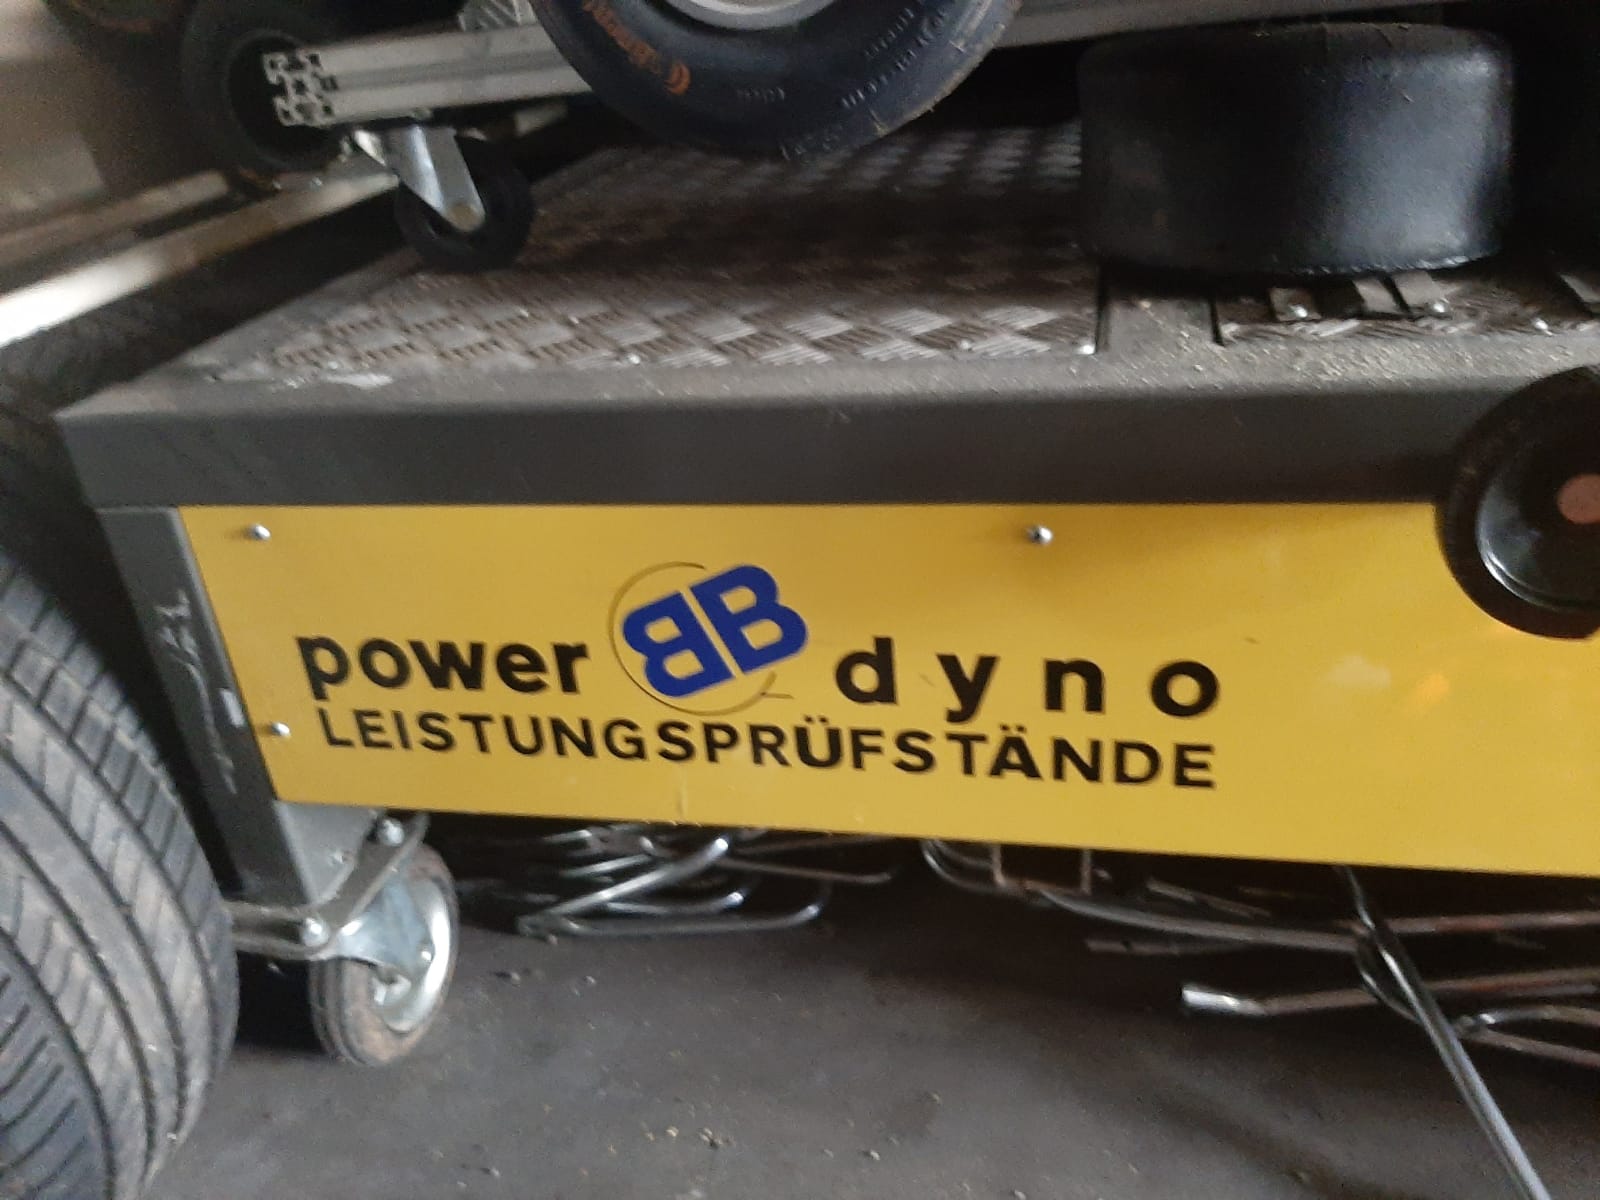 power BB dyno
LEISTUNGSPRÜFSTÄNDE